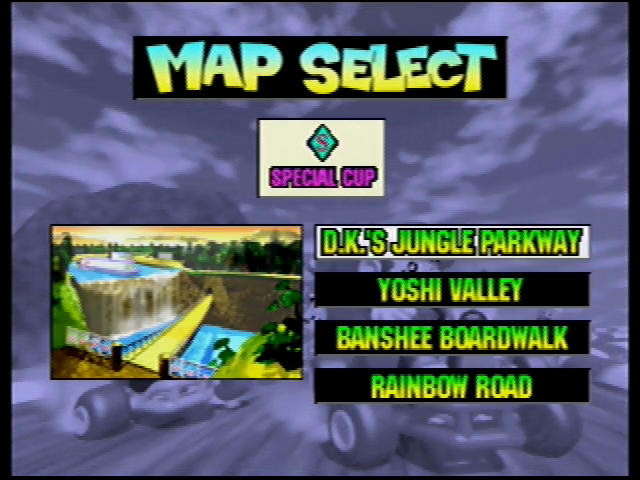 MAP SELECT
S
SPECIAL CUP
D.K.'S JUNGLE PARKWAY
YOSHI VALLEY
BANSHEE BOARDWALK
RAINBOW ROAD